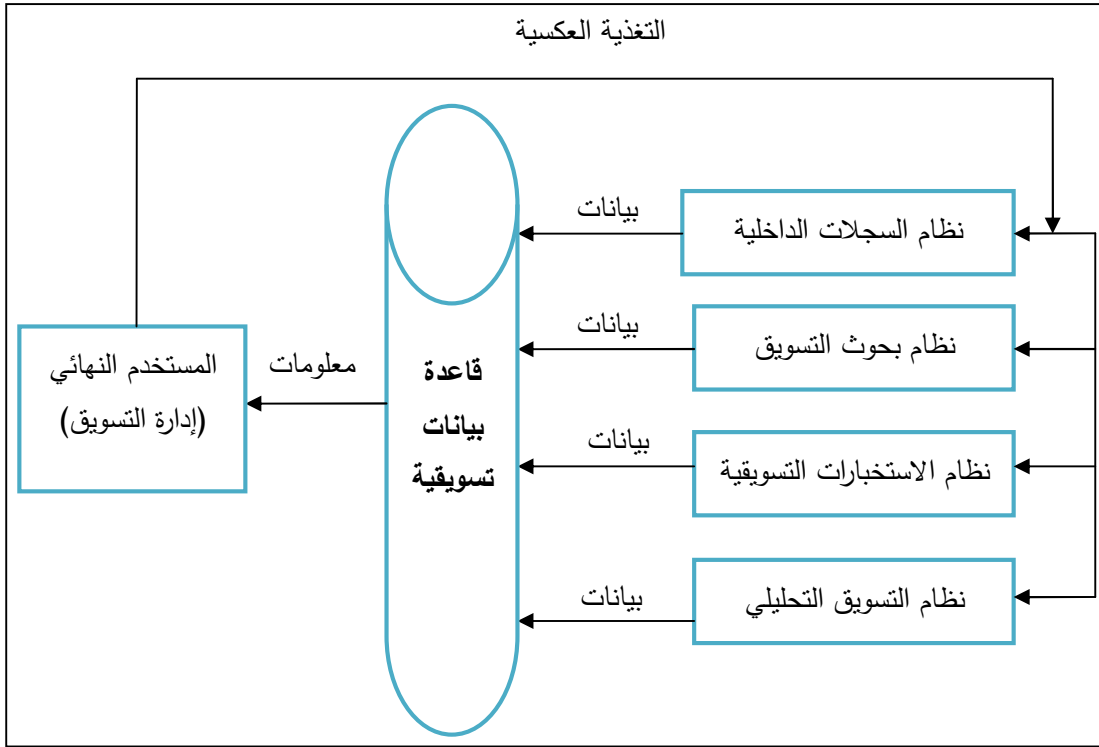 التغذية العكسية
نظام السجلات الداخلية
بيانات
نظام بحوث التسويق
بيانات
نظام الاستخبارات التسويقية
بيانات
نظام التسويق التحليلي
بيانات
قاعدة
بيانات
تسويقية
معلومات
المستخدم النهائي
(إدارة التسويق)